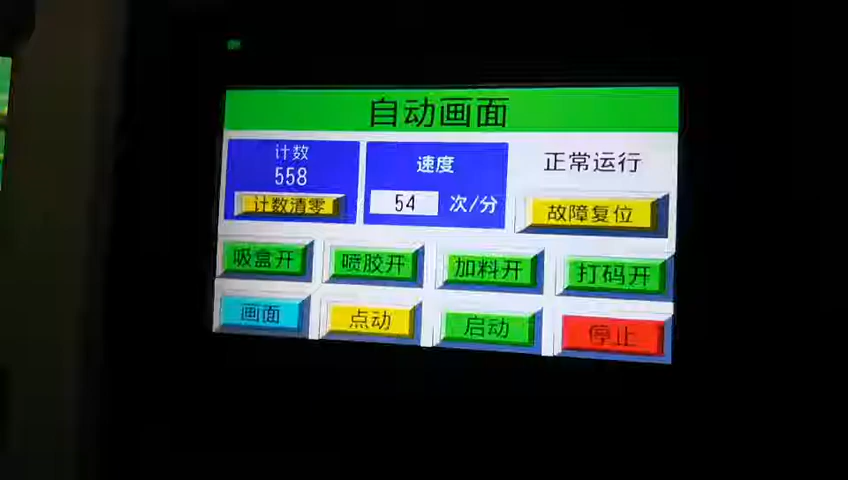 自动画面
计数
558
计数清零
速度
54 次/分
正常运行
故障复位
吸盒开 喷胶开 加料开 打码开
画面 点动 启动 停止